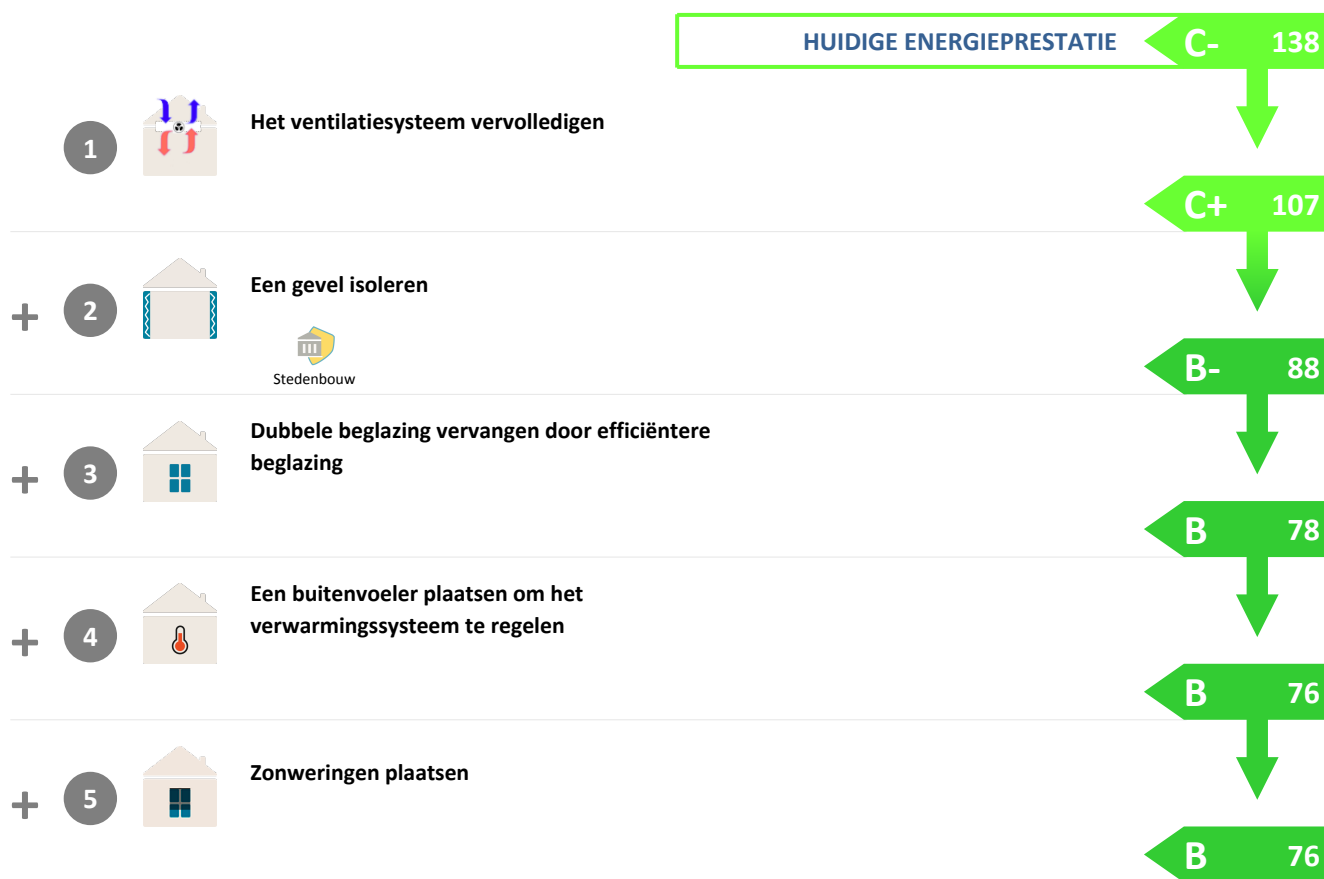 HUIDIGE ENERGIEPRESTATIE C- 138
1 Het ventilatiesysteem vervolledigen
C+ 107
+ 2 Een gevel isoleren
Stedenbouw
B- 88
+ 3 Dubbele beglazing vervangen door efficiëntere
beglazing
B 78
+ 4 Een buitenvoeler plaatsen om het
verwarmingssysteem te regelen
B 76
+ 5 Zonweringen plaatsen
B 76